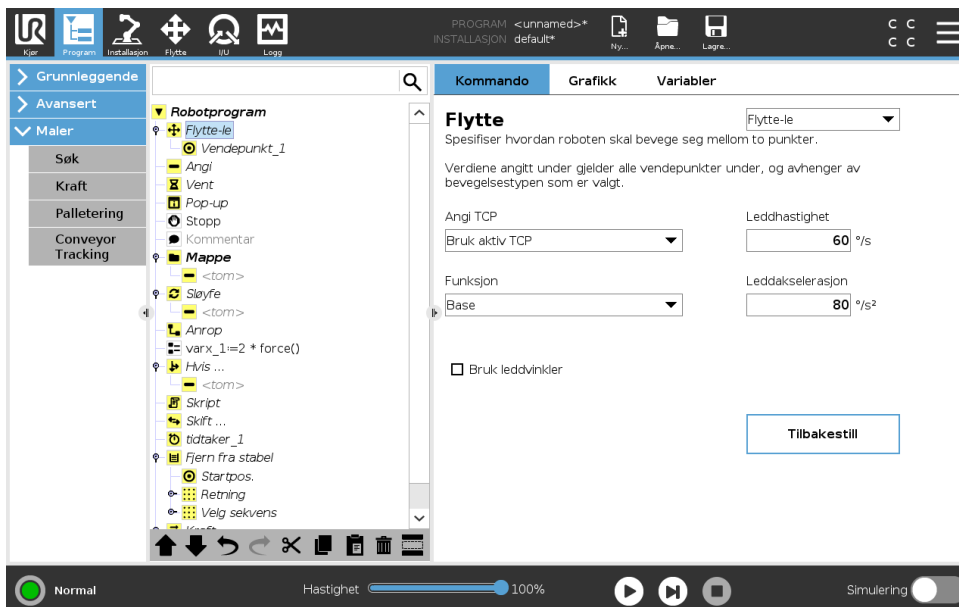 PROGRAM <unnamed>*
INSTALLASJON default*
Kjør
Program
Installasjon
Flytte
I/U
Logg
Ny...
Åpne...
Lagre...
C C
C C
Grunnleggende
Avansert
Maler
Søk
Kraft
Palletering
Conveyor
Tracking
Robotprogram
Flytte-le
Vendepunkt_1
Angi
Vent
Pop-up
Stopp
Kommentar
Mappe
<tom>
Sløyfe
<tom>
Anrop
varx_1:=2 * force()
Hvis ...
<tom>
Skript
Skift ...
tidtaker_1
Fjern fra stabel
Startpos.
Retning
Velg sekvens
Kraft
Kommando
Grafikk
Variabler
Flytte
Flytte-le
Spesifiser hvordan roboten skal bevege seg mellom to punkter.
Verdiene angitt under gjelder alle vendepunkter under, og avhenger av
bevegelsestypen som er valgt.
Angi TCP
Leddhastighet
Bruk aktiv TCP
60 °/s
Funksjon
Leddakselerasjon
Base
80 °/s²
Bruk leddvinkler
Tilbakestill
Normal
Hastighet
100%
Simulering